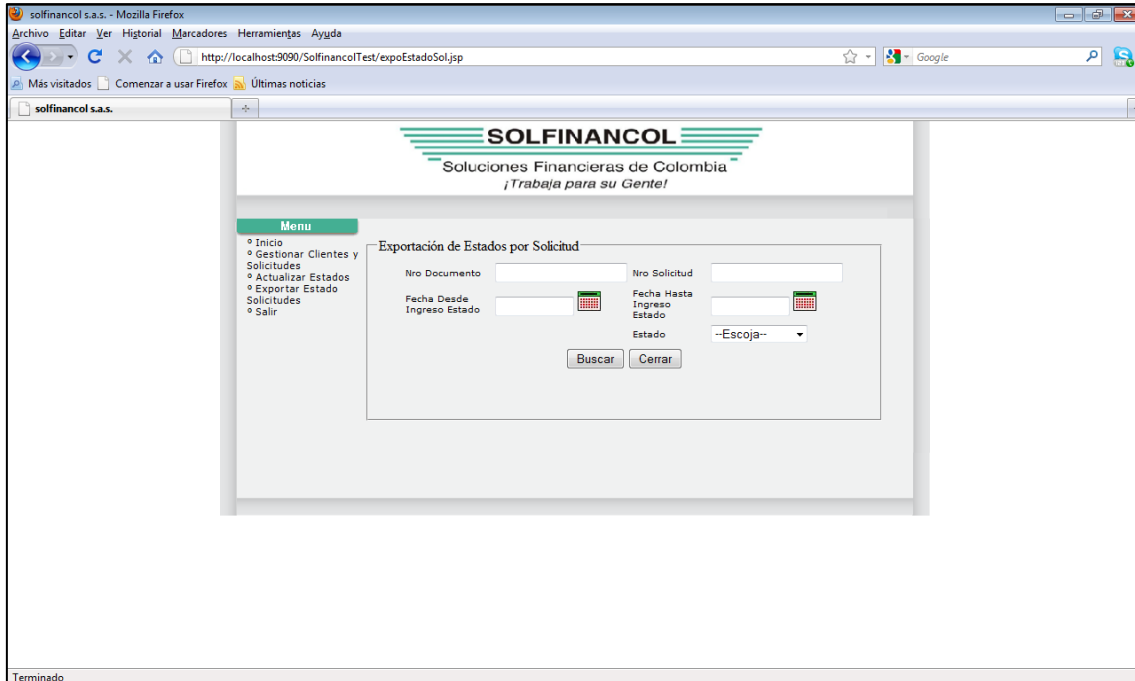 solfinancol s.a.s. - Mozilla Firefox
Archivo Editar Ver Historial Marcadores Herramientas Ayuda
http://localhost:9090/SolfinancolTest/expoEstadoSol.jsp
Google
Más visitados Comenzar a usar Firefox Últimas noticias
solfinancol s.a.s.
SOLFINANCOL
Soluciones Financieras de Colombia
¡Trabaja para su Gente!
Menu
º Inicio
º Gestionar Clientes y
Solicitudes
º Actualizar Estados
º Exportar Estado
Solicitudes
º Salir
Exportación de Estados por Solicitud
Nro Documento
Nro Solicitud
Fecha Desde
Ingreso Estado
Fecha Hasta
Ingreso
Estado
Estado
--Escoja--
Buscar
Cerrar
Terminado